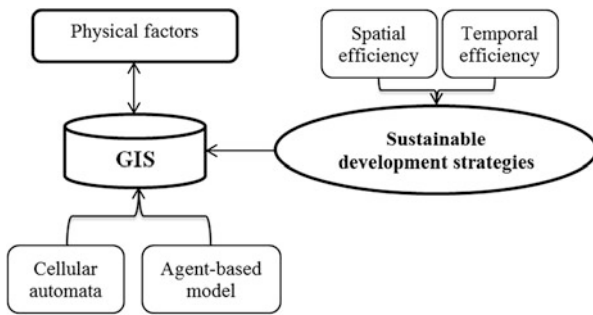 Physical factors
Spatial
efficiency
Temporal
efficiency
GIS
Sustainable
development strategies
Cellular
automata
Agent-based
model